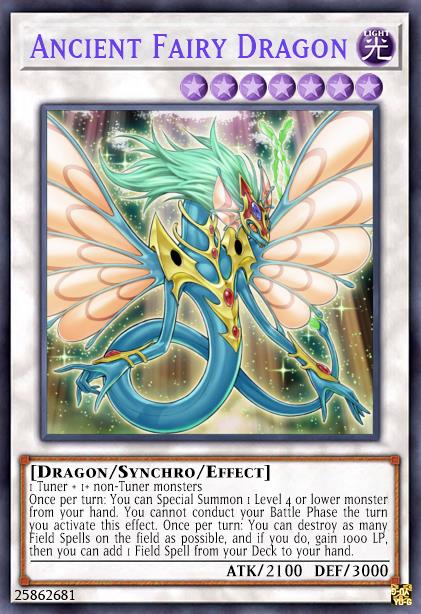 ANCIENT FAIRY DRAGON
LIGHT
光
[DRAGON/SYNCHRO/EFFECT]
1 Tuner + 1+ non-Tuner monsters
Once per turn: You can Special Summon 1 Level 4 or lower monster
from your hand. You cannot conduct your Battle Phase the turn
you activate this effect. Once per turn: You can destroy as many
Field Spells on the field as possible, and if you do, gain 1000 LP,
then you can add 1 Field Spell from your Deck to your hand.
ATK/2100 DEF/3000
25862681